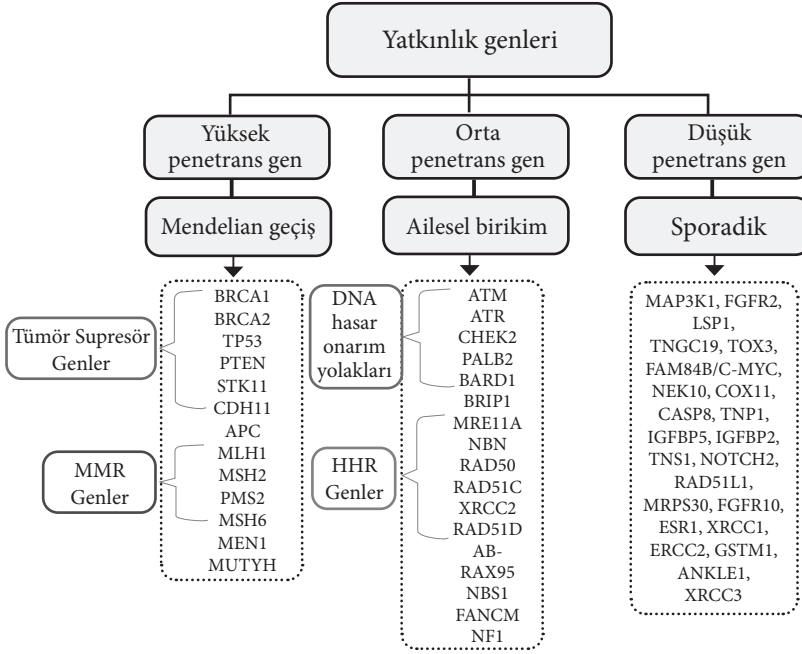 Yatkınlık genleri
Yüksek
penetrans gen
Orta
penetrans gen
Düşük
penetrans gen
Mendelian geçiş
Ailesel birikim
Sporadik
Tümör Supresör
Genler
MMR
Genler
BRCA1
BRCA2
TP53
PTEN
STK11
CDH11
APC
MLH1
MSH2
PMS2
MSH6
MEN1
MUTYH
DNA
hasar
onarım
yolakları
HHR
Genler
ATM
ATR
CHEK2
PALB2
BARD1
BRIP1
MRE11A
NBN
RAD50
RAD51C
XRCC2
RAD51D
AB-
RAX95
NBS1
FANCM
NF1
MAP3K1, FGFR2,
LSP1,
TNGC19, TOX3,
FAM84B/C-MYC,
NEK10, COX11,
CASP8, TNP1,
IGFBP5, IGFBP2,
TNS1, NOTCH2,
RAD51L1,
MRPS30, FGFR10,
ESR1, XRCC1,
ERCC2, GSTM1,
ANKLE1,
XRCC3